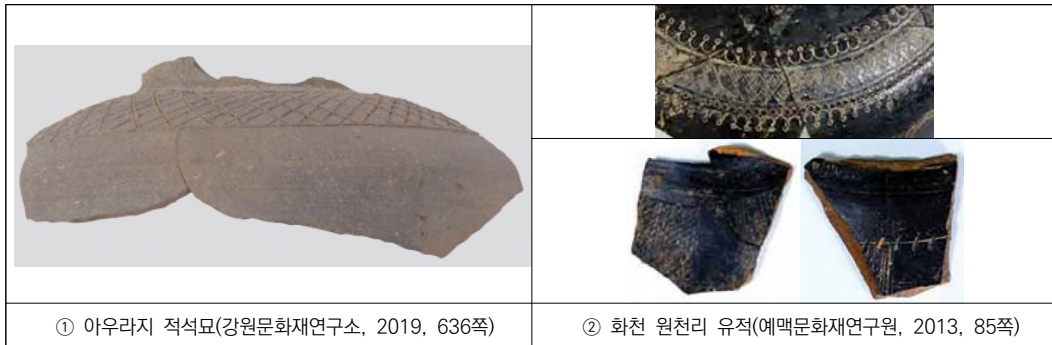 ① 아우라지 적석묘(강원문화재연구소, 2019, 636쪽)
② 화천 원천리 유적(예맥문화재연구원, 2013, 85쪽)